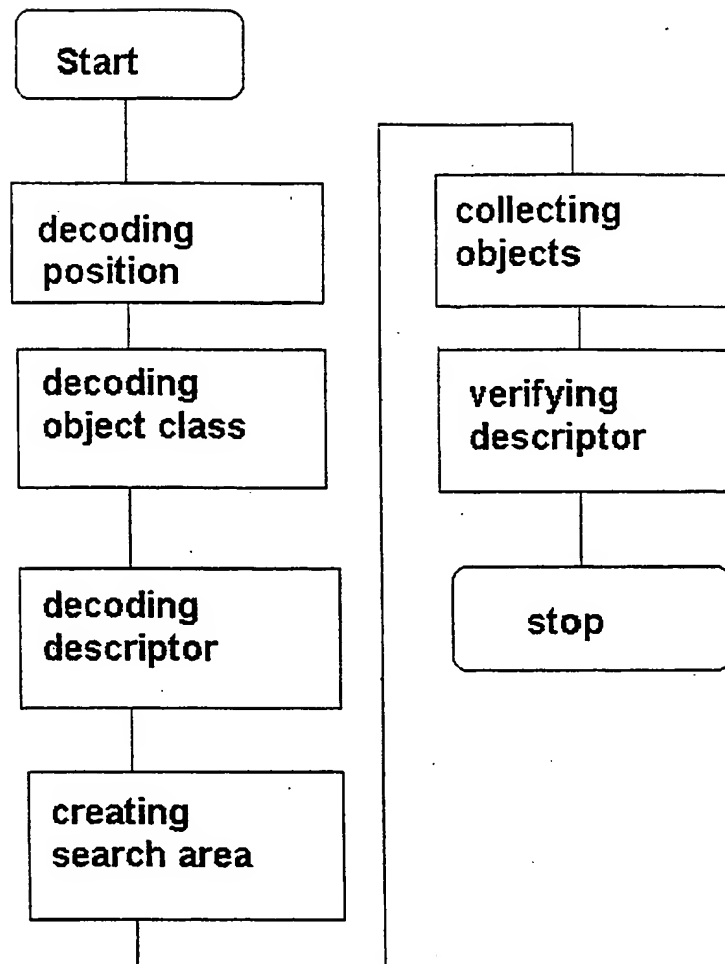 Start
decoding
position
decoding
object class
decoding
descriptor
creating
search area
collecting
objects
verifying
descriptor
stop